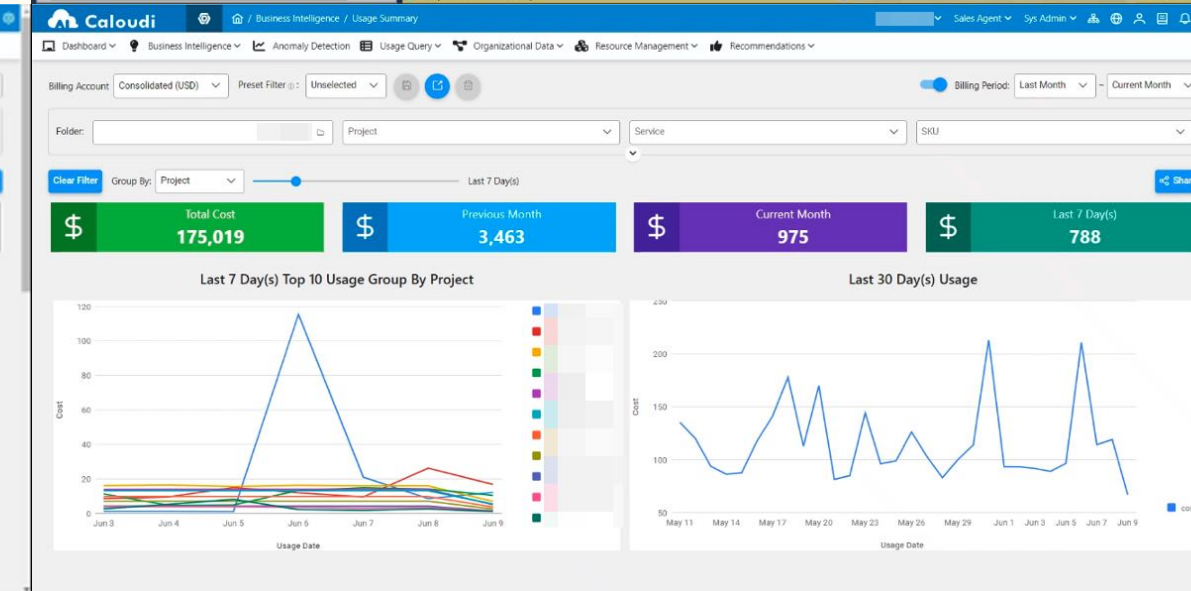 Caloudi
/ Business Intelligence / Usage Summary
Sales Agent
Sys Admin
Dashboard
Business Intelligence
Anomaly Detection
Usage Query
Organizational Data
Resource Management
Recommendations
Billing Account
Consolidated (USD)
Preset Filter
:
Unselected
Billing Period:
Last Month
~
Current Month
Folder:
Project
Service
SKU
Clear Filter
Group By:
Project
Last 7 Day(s)
Shar
$
Total Cost
175,019
$
Previous Month
3,463
$
Current Month
975
$
Last 7 Day(s)
788
Last 7 Day(s) Top 10 Usage Group By Project
120
100
80
60
40
20
0
Cost
Jun 3
Jun 4
Jun 5
Jun 6
Jun 7
Jun 8
Jun 9
Usage Date
Last 30 Day(s) Usage
250
200
150
100
50
Cost
May 11
May 14
May 17
May 20
May 23
May 26
May 29
Jun 1
Jun 3
Jun 5
Jun 7
Jun 9
Usage Date
co